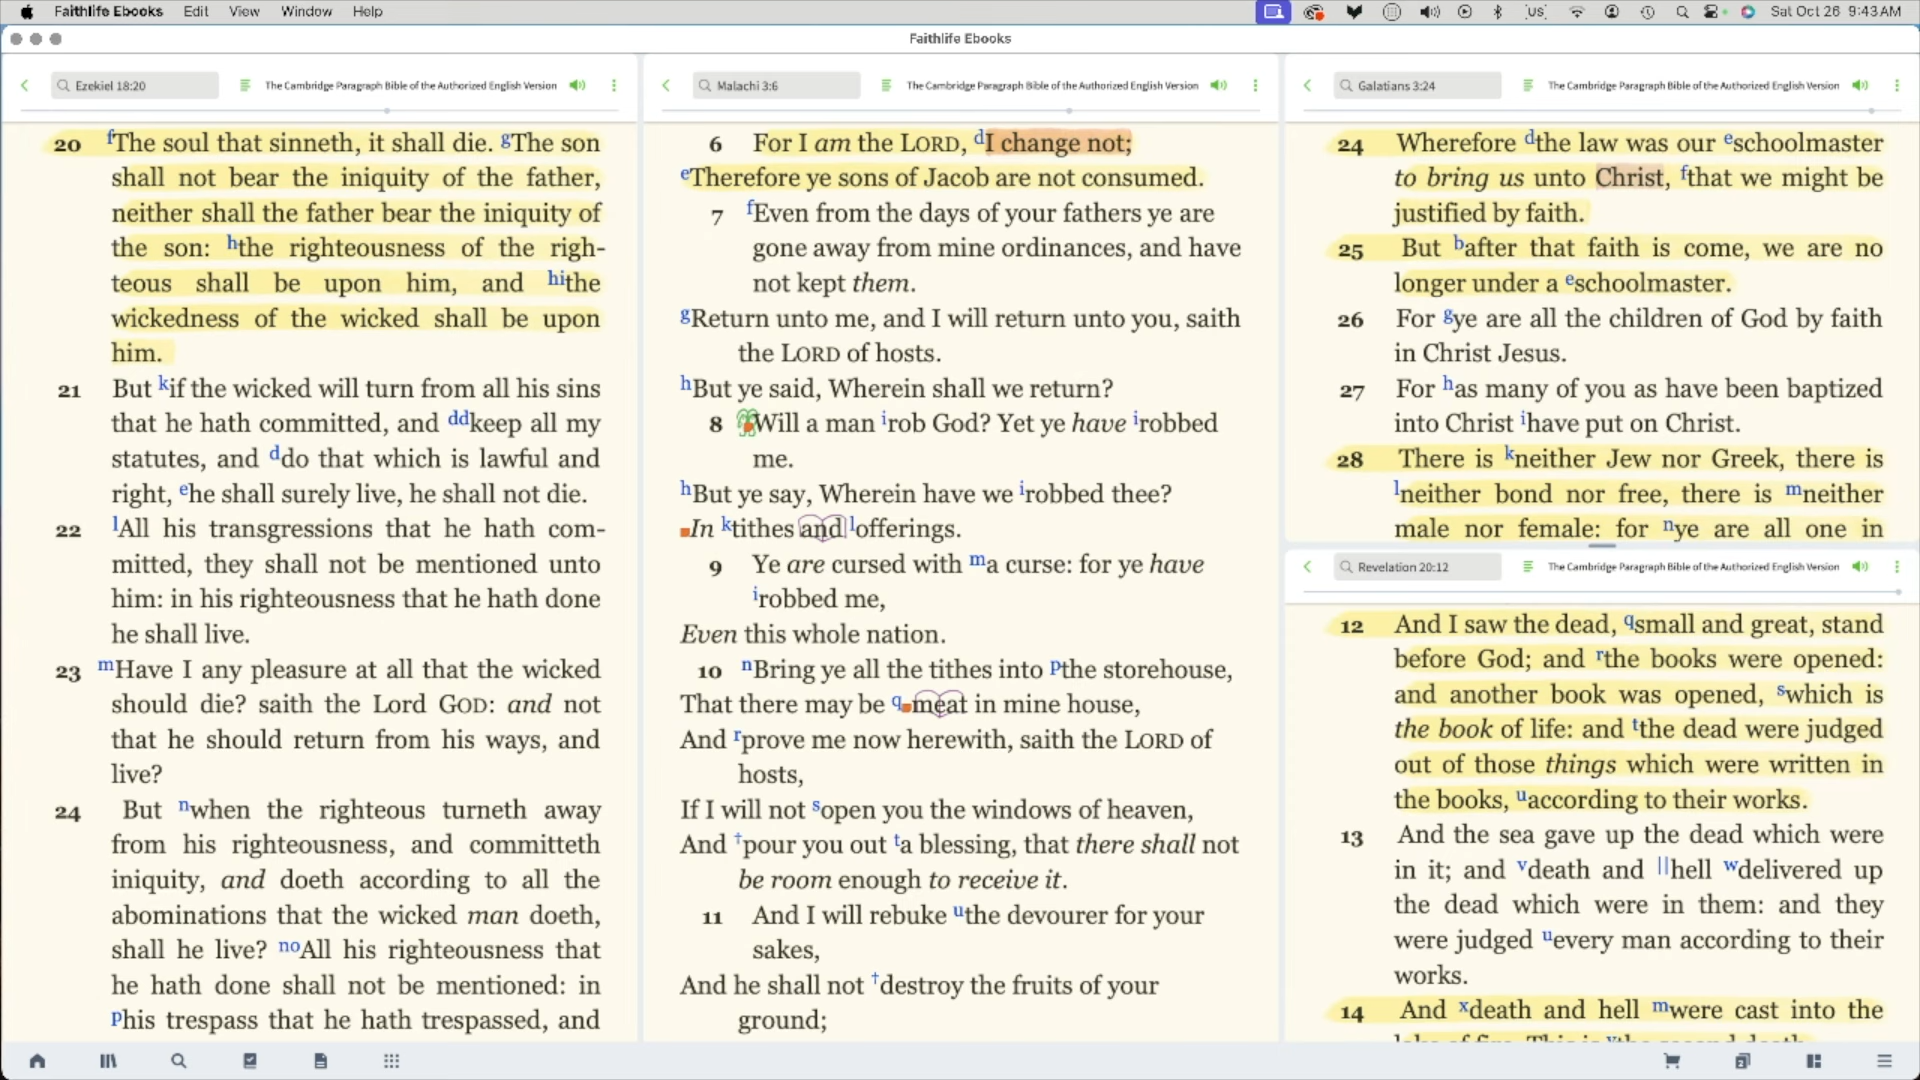 Faithlife Ebooks Edit View Window Help
US Sat Oct 26 9:43 AM
Faithlife Ebooks
Ezekiel 18:20 The Cambridge Paragraph Bible of the Authorized English Version
20 fThe soul that sinneth, it shall die. gThe son
shall not bear the iniquity of the father,
neither shall the father bear the iniquity of
the son: hthe righteousness of the righ-
teous shall be upon him, and hithe
wickedness of the wicked shall be upon
him.
21 But kif the wicked will turn from all his sins
that he hath committed, and ddkeep all my
statutes, and ddo that which is lawful and
right, ehe shall surely live, he shall not die.
22 lAll his transgressions that he hath com-
mitted, they shall not be mentioned unto
him: in his righteousness that he hath done
he shall live.
23 mHave I any pleasure at all that the wicked
should die? saith the Lord GOD: and not
that he should return from his ways, and
live?
24 But nwhen the righteous turneth away
from his righteousness, and committeth
iniquity, and doeth according to all the
abominations that the wicked man doeth,
shall he live? noAll his righteousness that
he hath done shall not be mentioned: in
phis trespass that he hath trespassed, and
Malachi 3:6 The Cambridge Paragraph Bible of the Authorized English Version
6 For I am the LORD, dI change not;
eTherefore ye sons of Jacob are not consumed.
7 fEven from the days of your fathers ye are
gone away from mine ordinances, and have
not kept them.
gReturn unto me, and I will return unto you, saith
the LORD of hosts.
hBut ye said, Wherein shall we return?
8 Will a man irob God? Yet ye have irobbed
me.
hBut ye say, Wherein have we irobbed thee?
In ktithes and lofferings.
9 Ye are cursed with ma curse: for ye have
irobbed me,
Even this whole nation.
10 nBring ye all the tithes into pthe storehouse,
That there may be qmeat in mine house,
And rprove me now herewith, saith the LORD of
hosts,
If I will not sopen you the windows of heaven,
And †pour you out ta blessing, that there shall not
be room enough to receive it.
11 And I will rebuke uthe devourer for your
sakes,
And he shall not †destroy the fruits of your
ground;
Galatians 3:24 The Cambridge Paragraph Bible of the Authorized English Version
24 Wherefore dthe law was our eschoolmaster
to bring us unto Christ, fthat we might be
justified by faith.
25 But bafter that faith is come, we are no
longer under a eschoolmaster.
26 For gye are all the children of God by faith
in Christ Jesus.
27 For has many of you as have been baptized
into Christ ihave put on Christ.
28 There is kneither Jew nor Greek, there is
lneither bond nor free, there is mneither
male nor female: for nye are all one in
Revelation 20:12 The Cambridge Paragraph Bible of the Authorized English Version
12 And I saw the dead, qsmall and great, stand
before God; and rthe books were opened:
and another book was opened, swhich is
the book of life: and tthe dead were judged
out of those things which were written in
the books, uaccording to their works.
13 And the sea gave up the dead which were
in it; and vdeath and ||hell wdelivered up
the dead which were in them: and they
were judged uevery man according to their
works.
14 And xdeath and hell mwere cast into the
lake of fire. This is ythe second death.